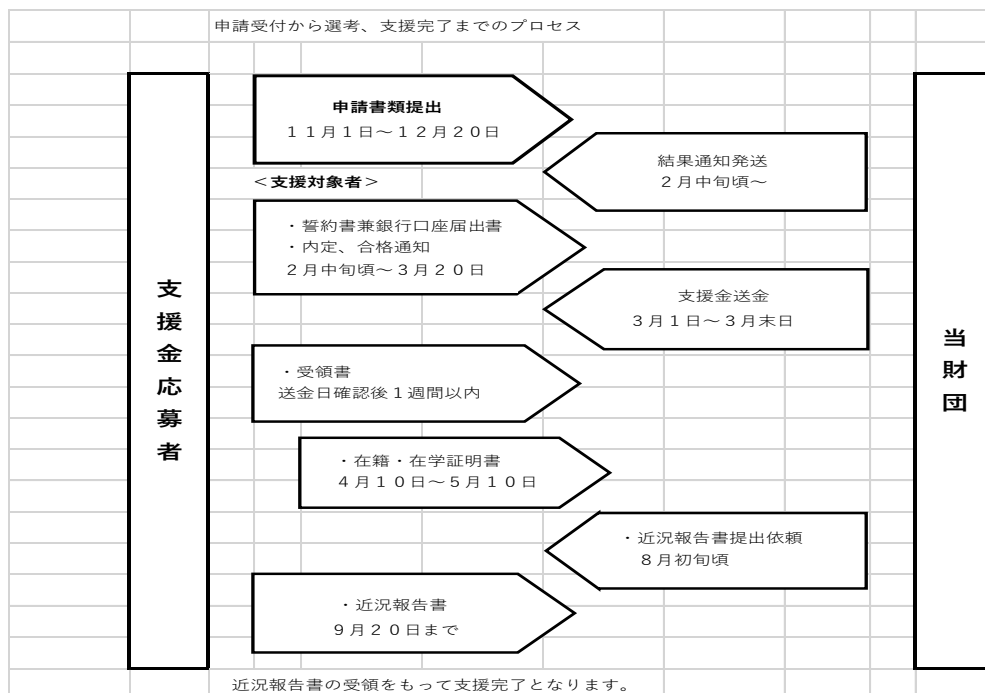 申請受付から選考、支援完了までのプロセス
支援金応募者
申請書類提出
１１月１日～１２月２０日
結果通知発送
２月中旬頃～
＜支援対象者＞
・誓約書兼銀行口座届出書
・内定、合格通知
２月中旬頃～３月２０日
支援金送金
３月１日～３月末日
・受領書
送金日確認後１週間以内
・在籍・在学証明書
４月１０日～５月１０日
・近況報告書提出依頼
８月初旬頃
・近況報告書
９月２０日まで
当財団
近況報告書の受領をもって支援完了となります。